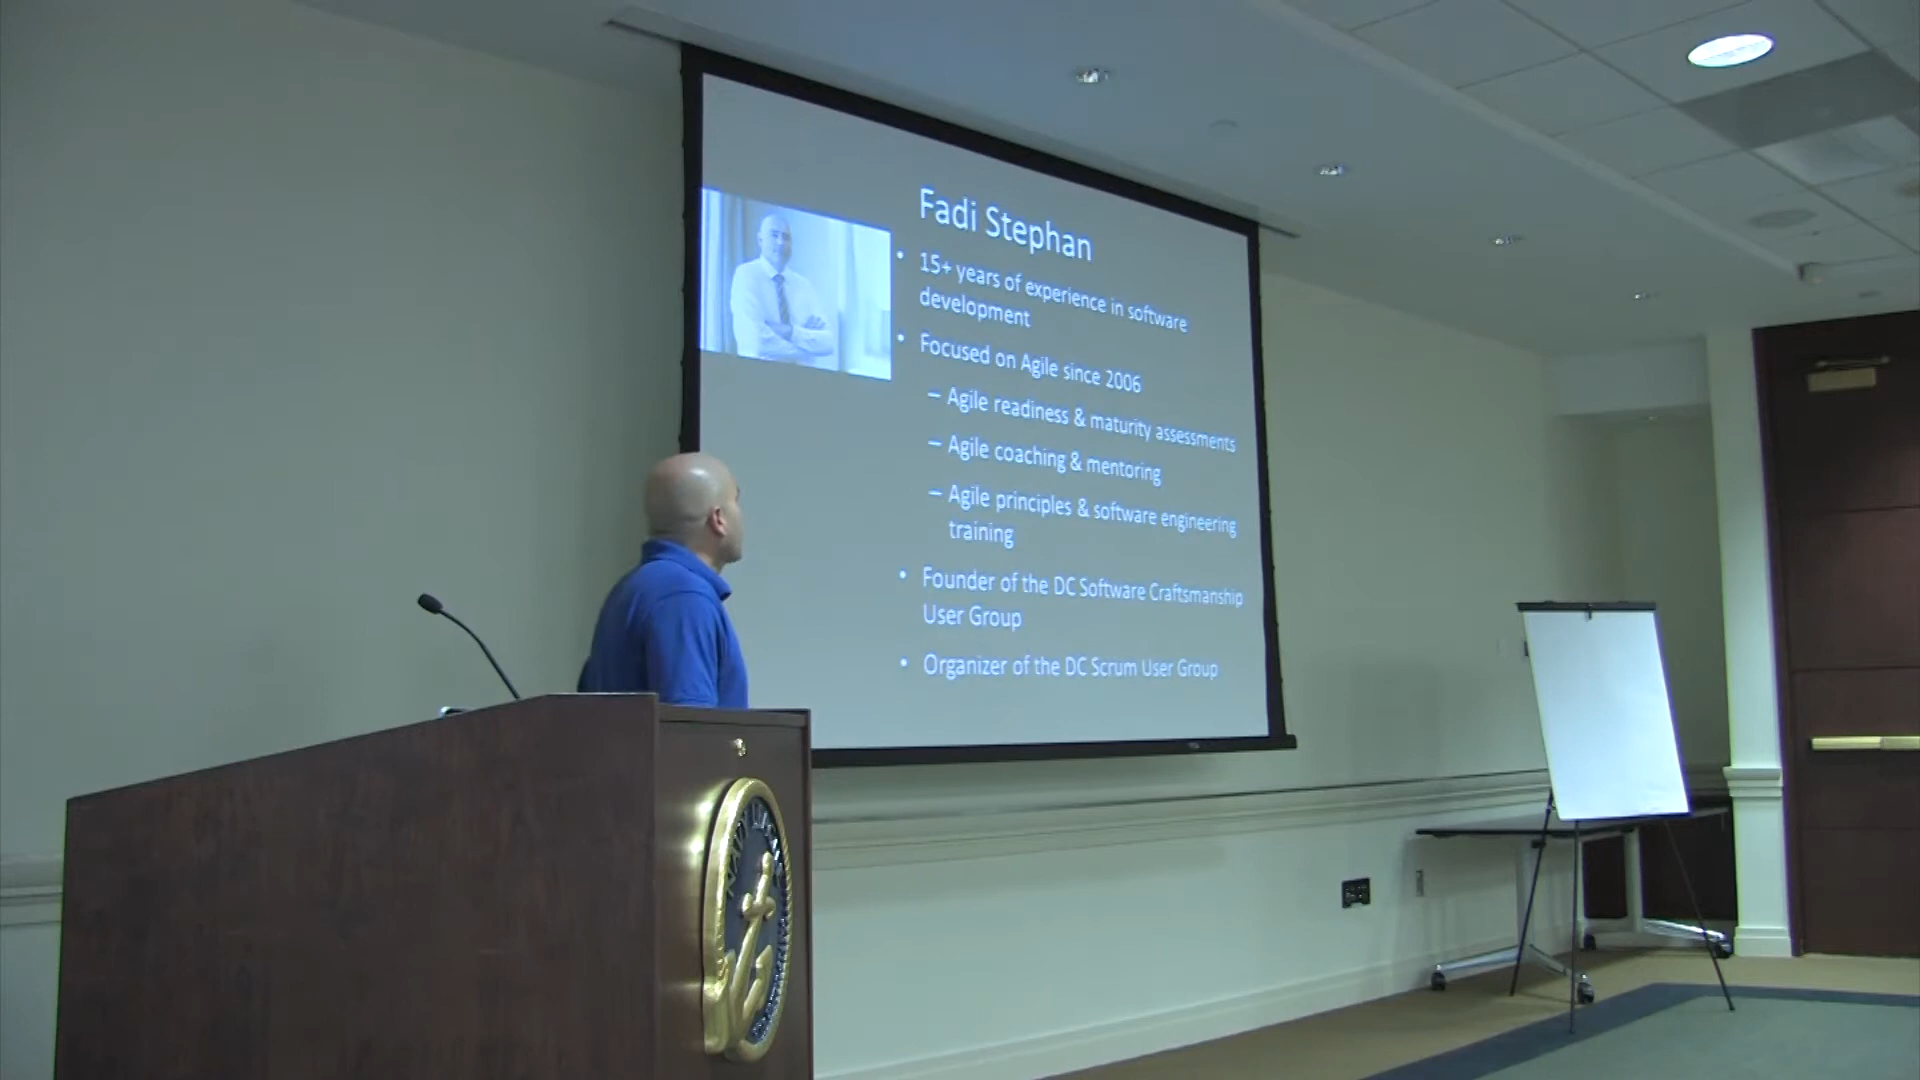 Fadi Stephan
• 15+ years of experience in software
development
• Focused on Agile since 2006
– Agile readiness & maturity assessments
– Agile coaching & mentoring
– Agile principles & software engineering
training
• Founder of the DC Software Craftsmanship
User Group
• Organizer of the DC Scrum User Group